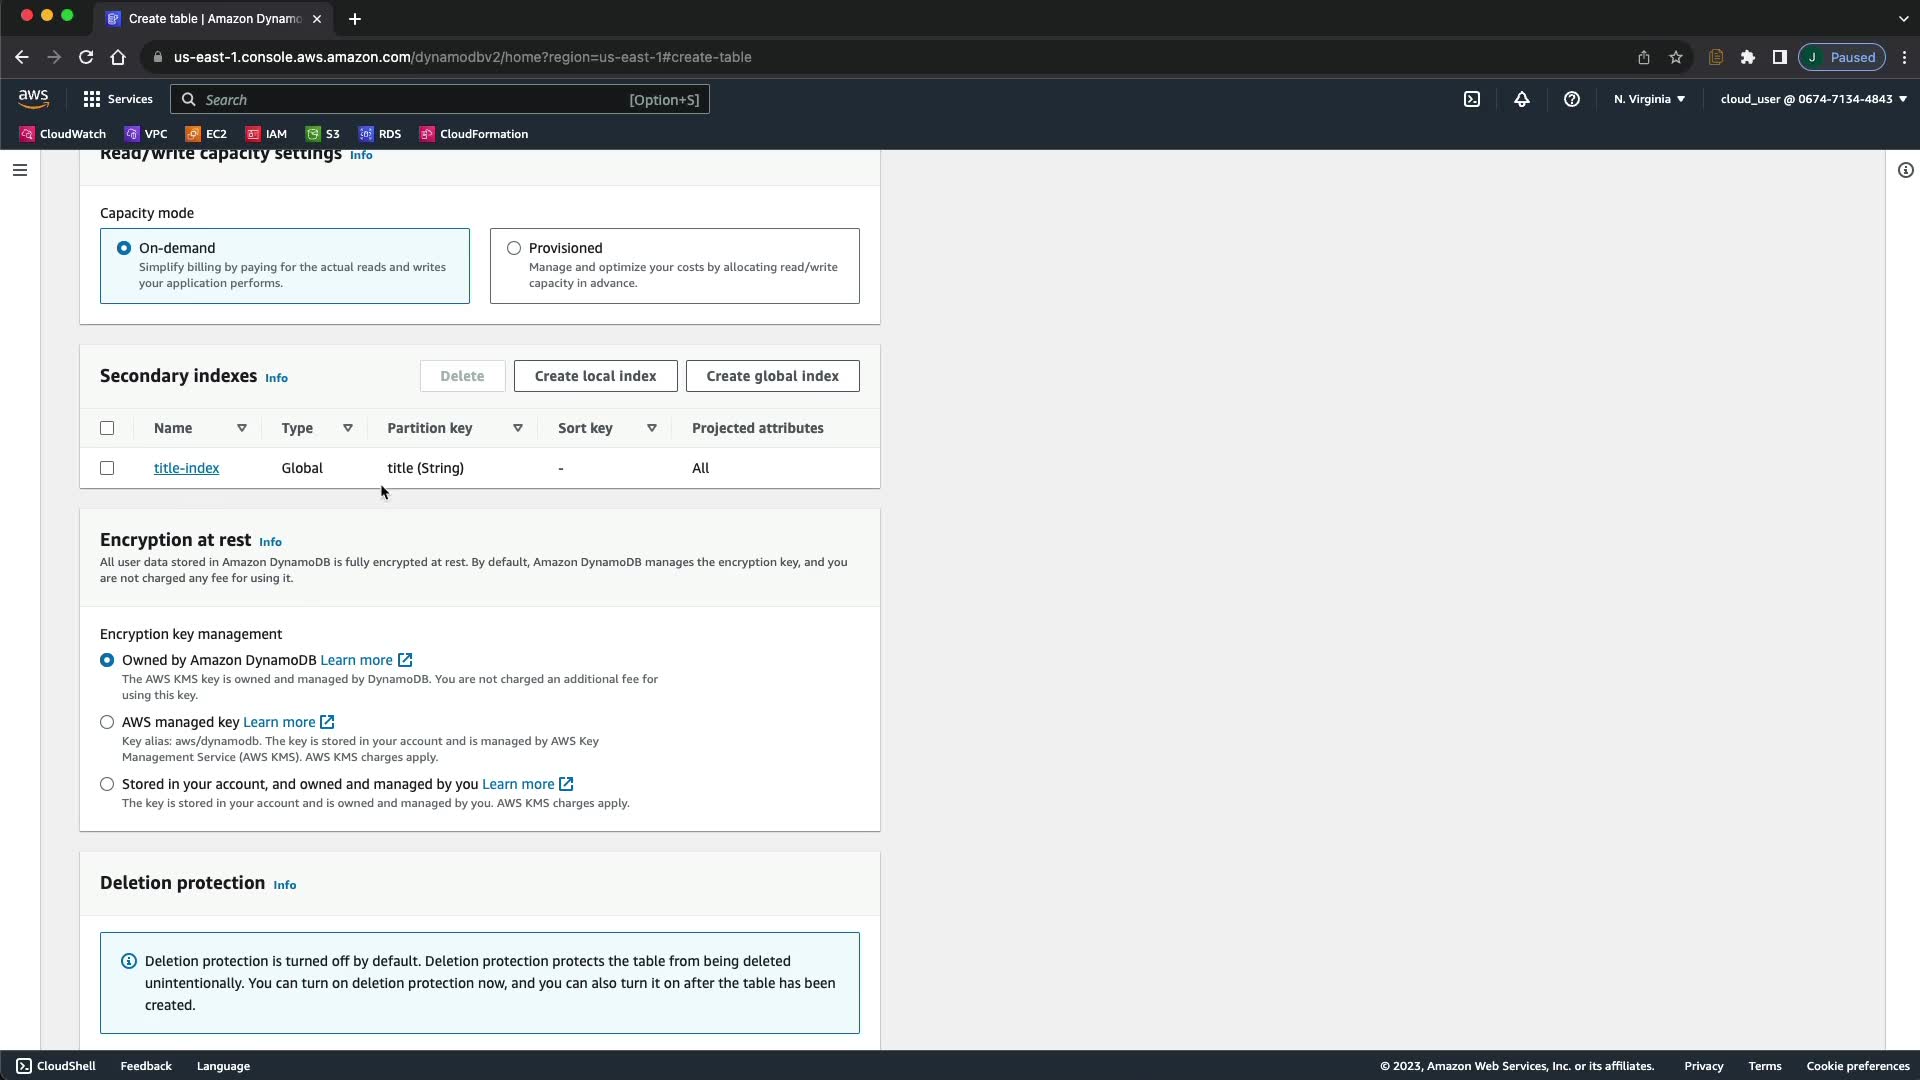 Create table | Amazon Dynamo
us-east-1.console.aws.amazon.com/dynamodbv2/home?region=us-east-1#create-table
J Paused
aws
Services
Search
[Option+S]
N. Virginia
cloud_user @ 0674-7134-4843
CloudWatch
VPC
EC2
IAM
S3
RDS
CloudFormation
Read/write capacity settings Info
Capacity mode
On-demand
Simplify billing by paying for the actual reads and writes
your application performs.
Provisioned
Manage and optimize your costs by allocating read/write
capacity in advance.
Secondary indexes Info
Delete
Create local index
Create global index
Name Type Partition key Sort key Projected attributes
title-index Global title (String) - All
Encryption at rest Info
All user data stored in Amazon DynamoDB is fully encrypted at rest. By default, Amazon DynamoDB manages the encryption key, and you
are not charged any fee for using it.
Encryption key management
Owned by Amazon DynamoDB Learn more
The AWS KMS key is owned and managed by DynamoDB. You are not charged an additional fee for
using this key.
AWS managed key Learn more
Key alias: aws/dynamodb. The key is stored in your account and is managed by AWS Key
Management Service (AWS KMS). AWS KMS charges apply.
Stored in your account, and owned and managed by you Learn more
The key is stored in your account and is owned and managed by you. AWS KMS charges apply.
Deletion protection Info
Deletion protection is turned off by default. Deletion protection protects the table from being deleted
unintentionally. You can turn on deletion protection now, and you can also turn it on after the table has been
created.
CloudShell
Feedback
Language
© 2023, Amazon Web Services, Inc. or its affiliates.
Privacy
Terms
Cookie preferences